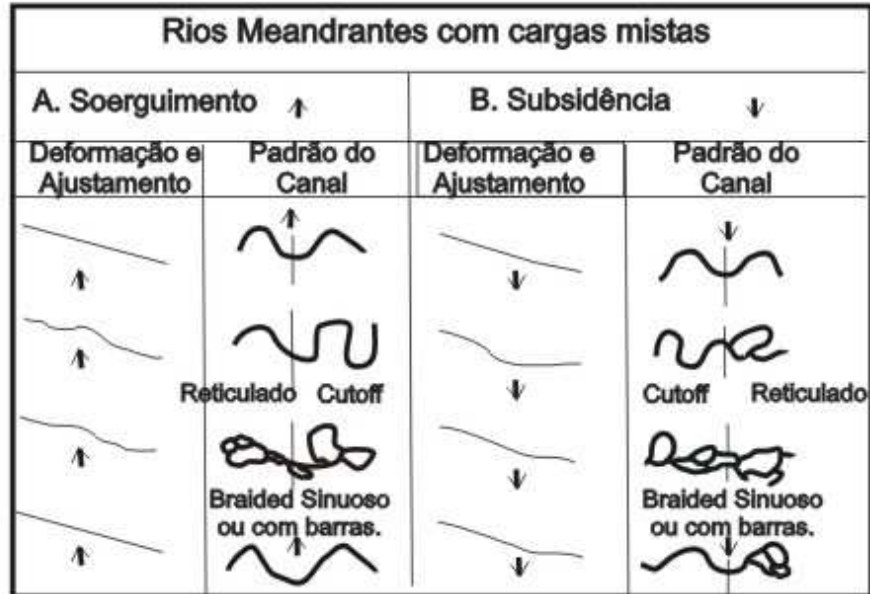 Rios Meandrantes com cargas mistas
A. Soerguimento
B. Subsidência
Deformação e
Ajustamento
Padrão do
Canal
Deformação e
Ajustamento
Padrão do
Canal
Reticulado Cutoff
Cutoff Reticulado
Braided Sinuoso
ou com barras.
Braided Sinuoso
ou com barras.